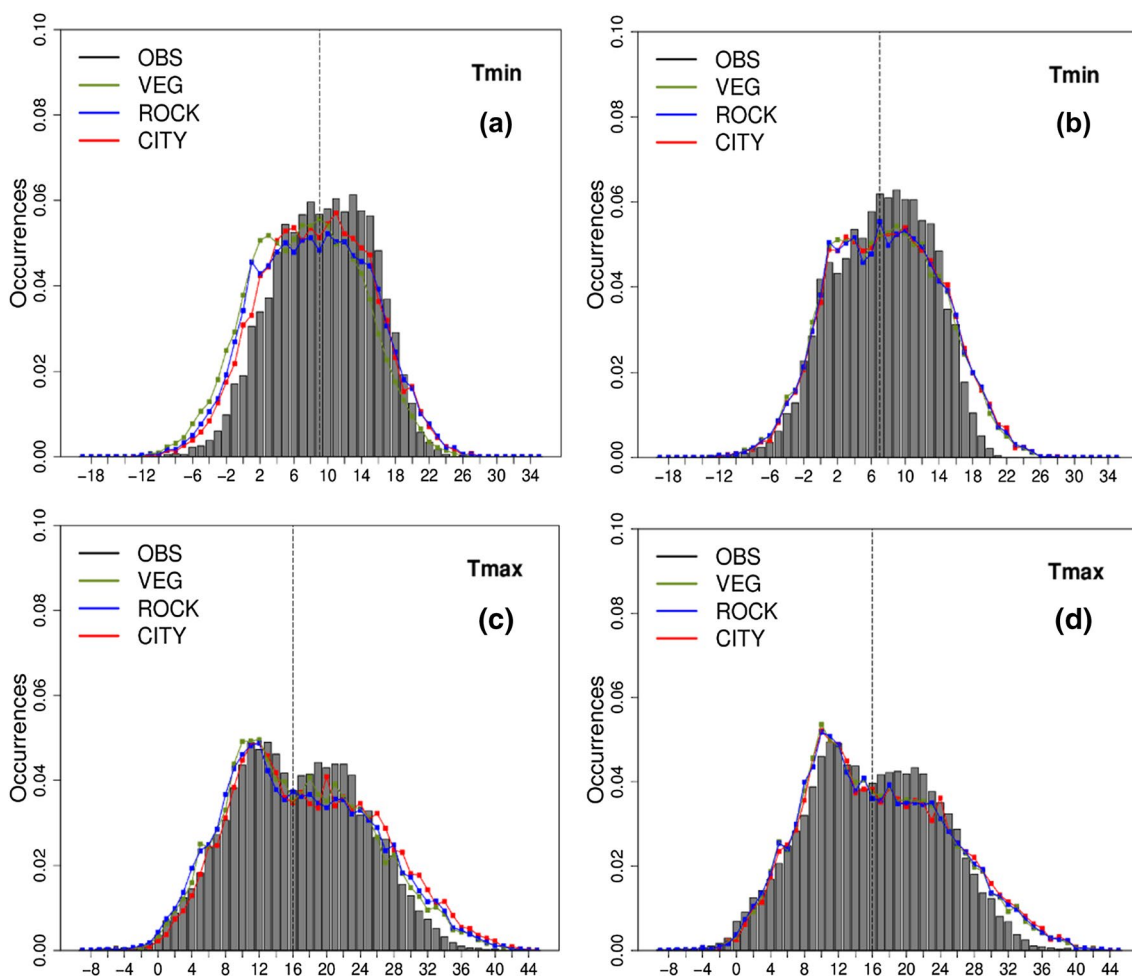 0.10
0.08
0.06
0.04
0.02
0.00
Occurrences
OBS
VEG
ROCK
CITY
Tmin
(a)
−18 −12 −6 −2 2 6 10 14 18 22 26 30 34
0.10
0.08
0.06
0.04
0.02
0.00
Occurrences
OBS
VEG
ROCK
CITY
Tmin
(b)
−18 −12 −6 −2 2 6 10 14 18 22 26 30 34
0.10
0.08
0.06
0.04
0.02
0.00
Occurrences
OBS
VEG
ROCK
CITY
Tmax
(c)
−8 −4 0 4 8 12 16 20 24 28 32 36 40 44
0.10
0.08
0.06
0.04
0.02
0.00
Occurrences
OBS
VEG
ROCK
CITY
Tmax
(d)
−8 −4 0 4 8 12 16 20 24 28 32 36 40 44